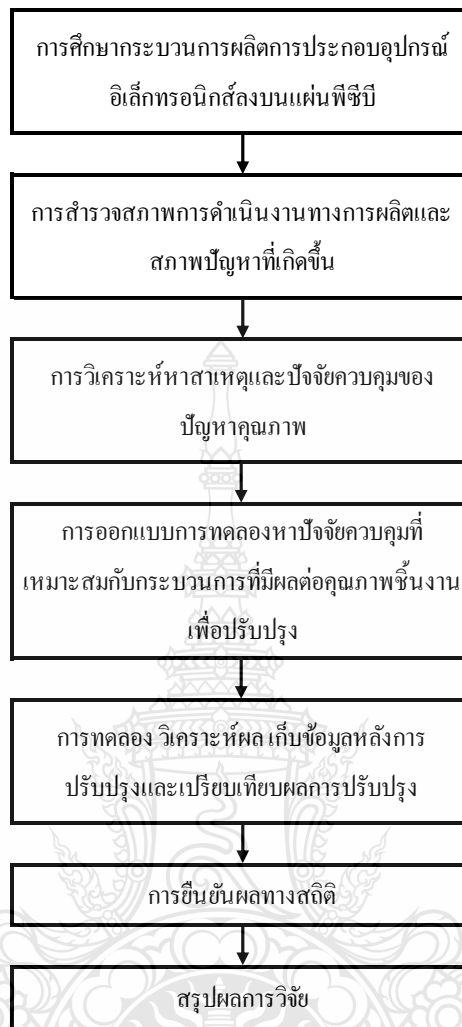 การศึกษากระบวนการผลิตการประกอบอุปกรณ์
อิเล็กทรอนิกส์ลงบนแผ่นพีซีบี
การสำรวจสภาพการดำเนินงานทางการผลิตและ
สภาพปัญหาที่เกิดขึ้น
การวิเคราะห์หาสาเหตุและปัจจัยควบคุมของ
ปัญหาคุณภาพ
การออกแบบการทดลองหาปัจจัยควบคุมที่
เหมาะสมกับกระบวนการที่มีผลต่อคุณภาพชิ้นงาน
เพื่อปรับปรุง
การทดลอง วิเคราะห์ผล เก็บข้อมูลหลังการ
ปรับปรุงและเปรียบเทียบผลการปรับปรุง
การยืนยันผลทางสถิติ
สรุปผลการวิจัย